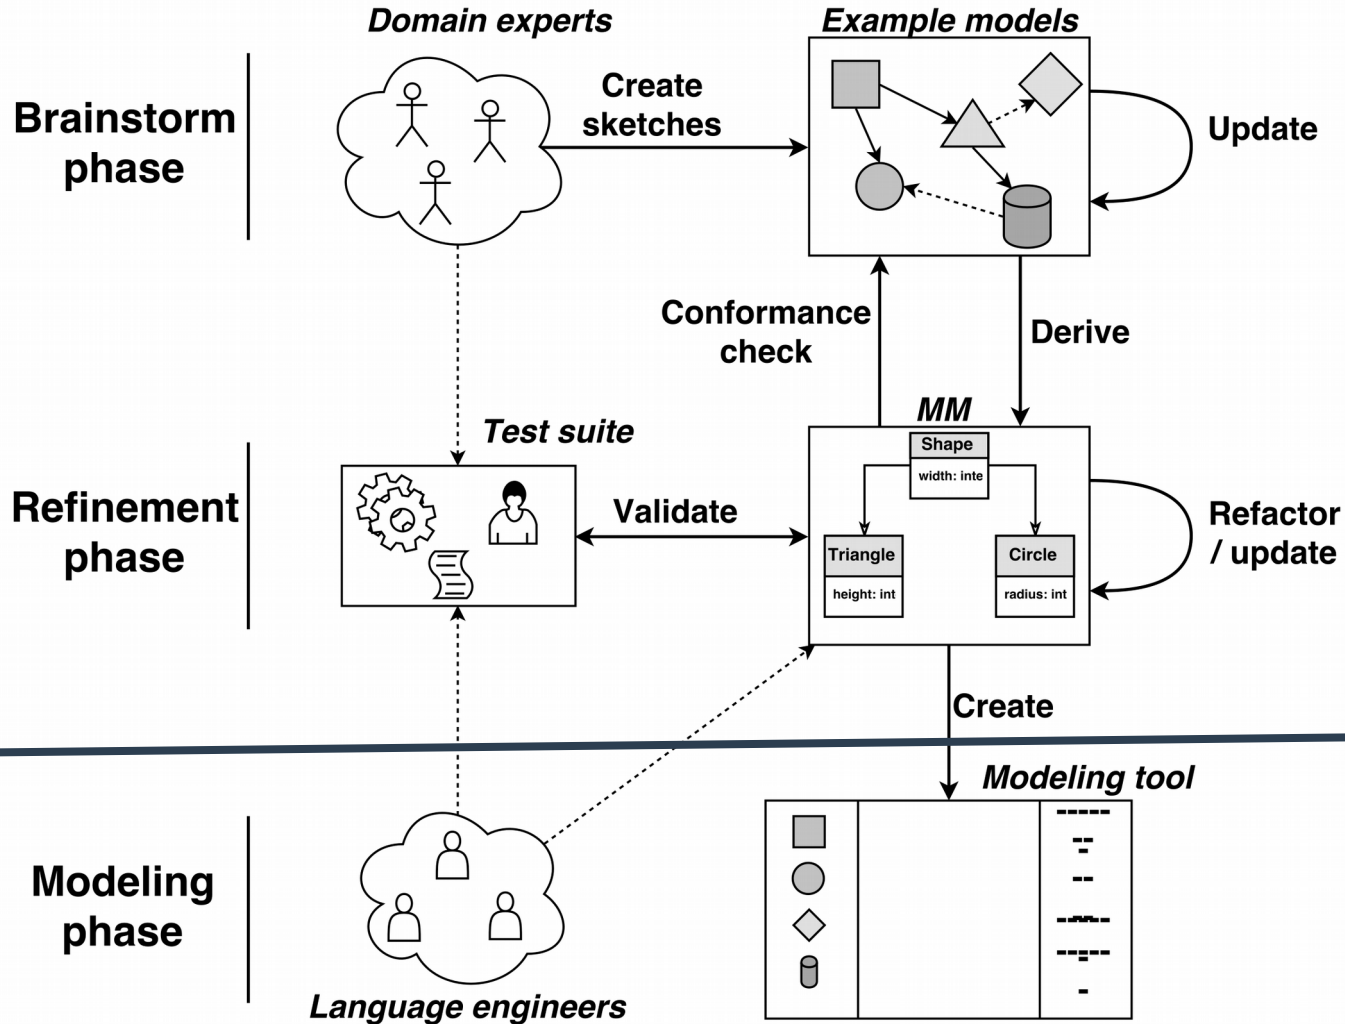 Domain experts
Example models
Brainstorm
phase
Create
sketches
Update
Conformance
check
Derive
MM
Test suite
Refinement
phase
Validate
Shape
width: inte
Triangle
height: int
Circle
radius: int
Refactor
/ update
Create
Modeling tool
Modeling
phase
Language engineers